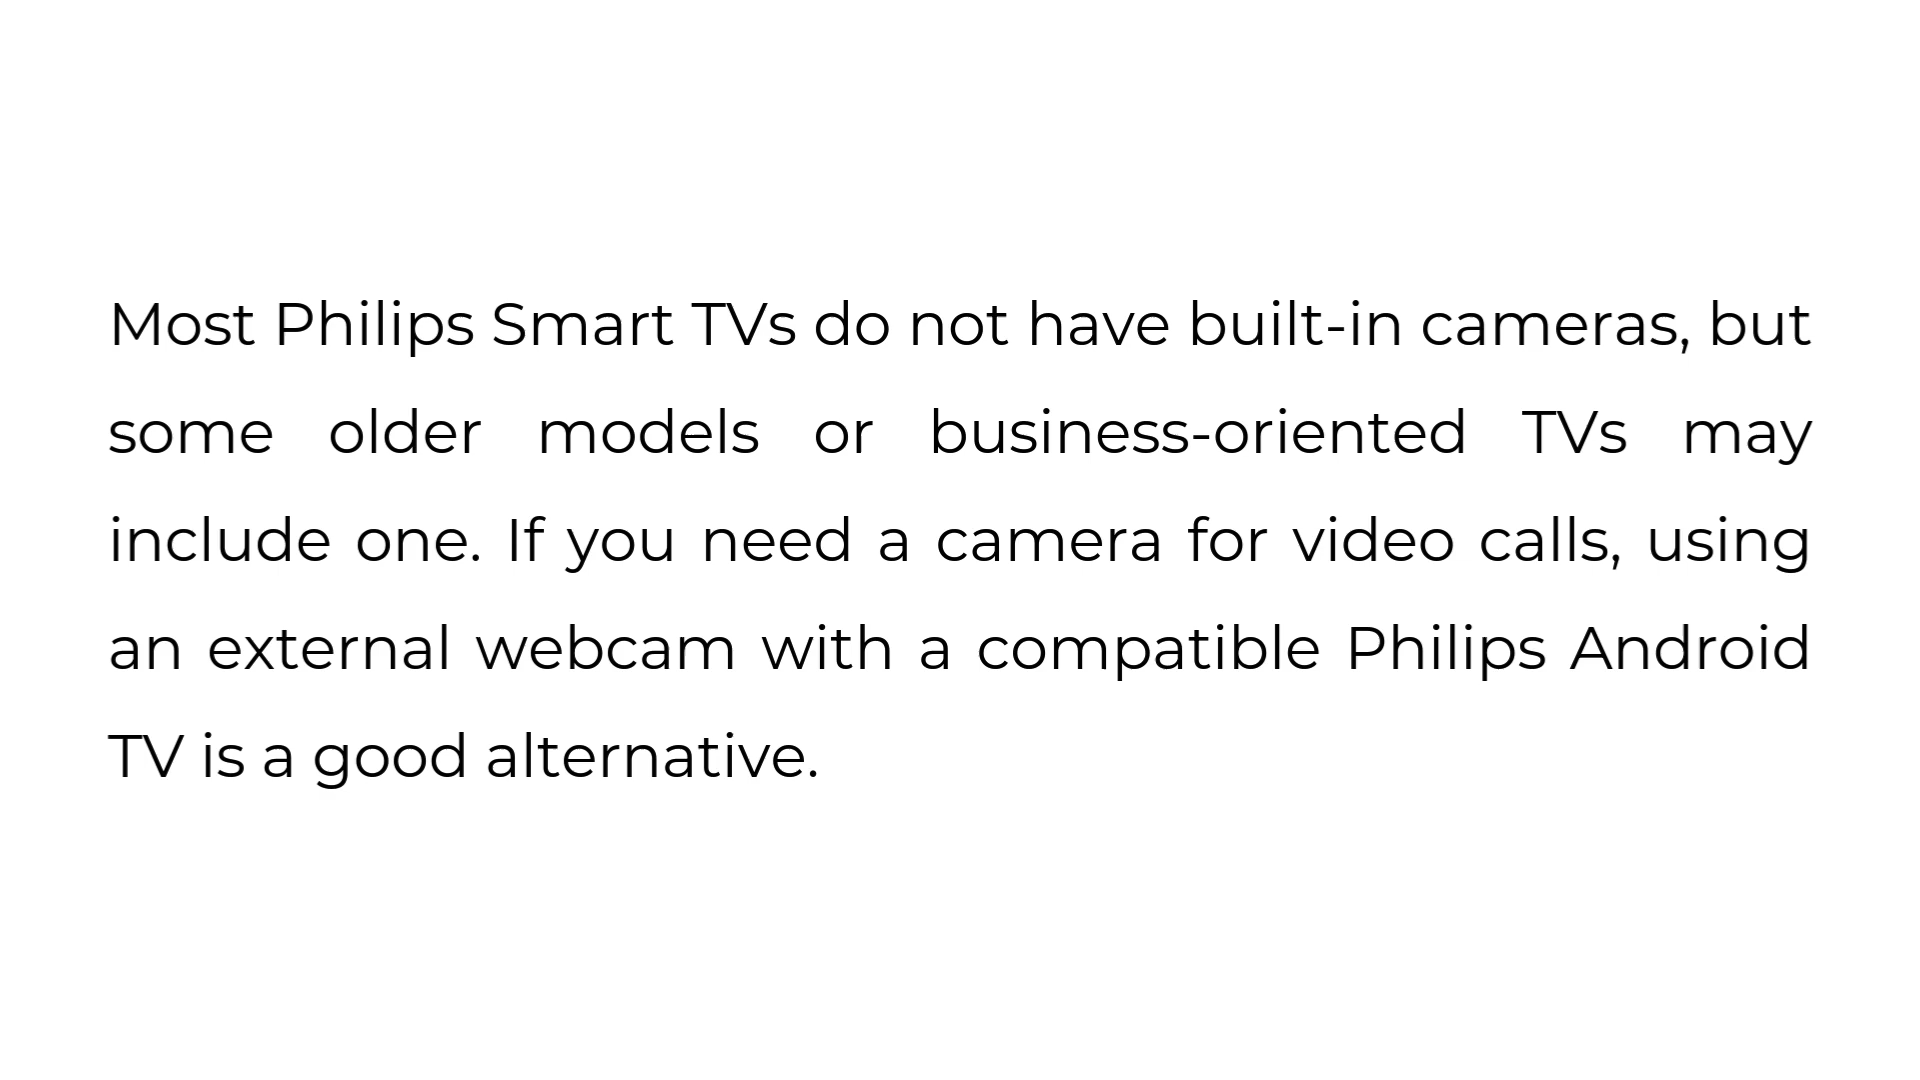 Most Philips Smart TVs do not have built-in cameras, but
some older models or business-oriented TVs may
include one. If you need a camera for video calls, using
an external webcam with a compatible Philips Android
TV is a good alternative.